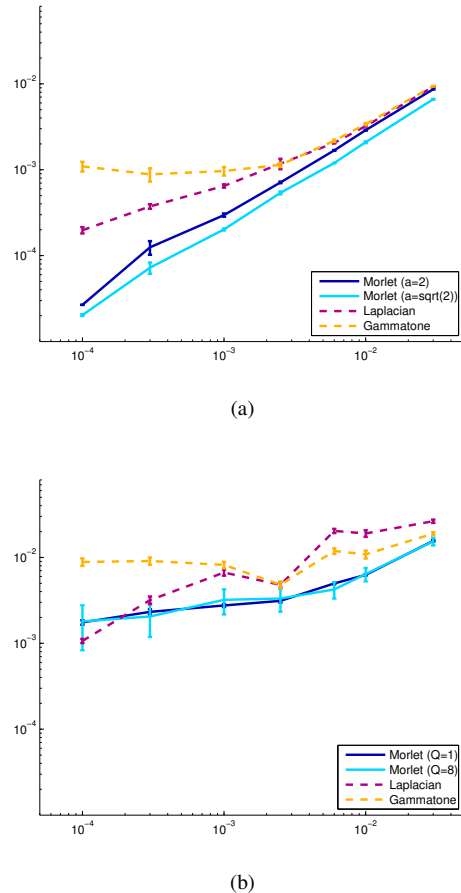 10^-2
10^-3
10^-4
10^-4
10^-3
10^-2
Morlet (a=2)
Morlet (a=sqrt(2))
Laplacian
Gammatone
(a)
10^-2
10^-3
10^-4
10^-4
10^-3
10^-2
Morlet (Q=1)
Morlet (Q=8)
Laplacian
Gammatone
(b)